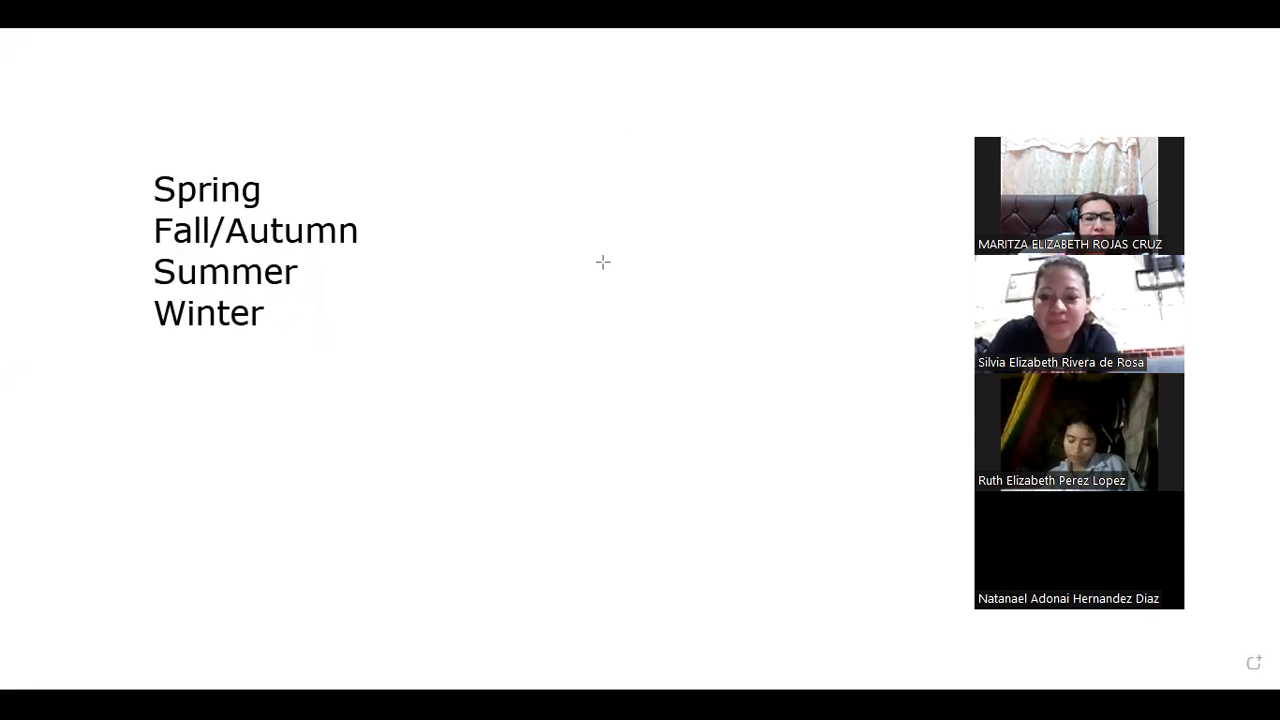 Spring
Fall/Autumn
Summer
Winter
MARITZA ELIZABETH ROJAS CRUZ
Silvia Elizabeth Rivera de Rosa
Ruth Elizabeth Perez Lopez
Natanael Adonai Hernandez Diaz